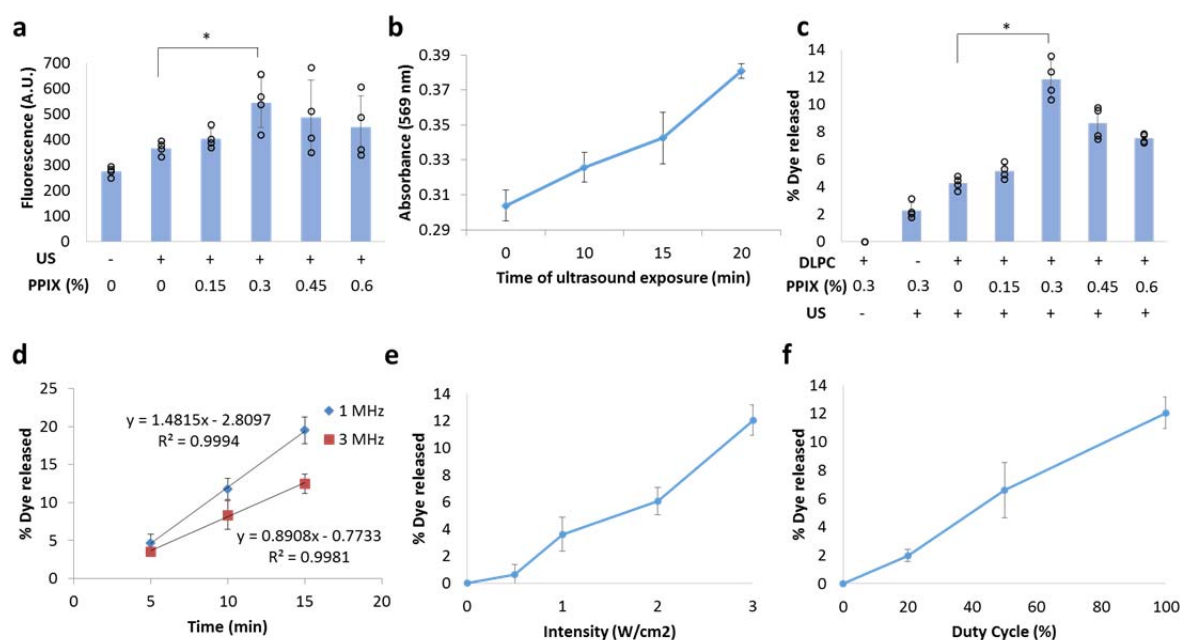 a
*
Fluorescence (A.U.)
700
600
500
400
300
200
100
0
US - + + + + +
PPIX (%) 0 0 0.15 0.3 0.45 0.6
b
Absorbance (569 nm)
0.39
0.37
0.35
0.33
0.31
0.29
0 10 15 20
Time of ultrasound exposure (min)
c
*
% Dye released
14
12
10
8
6
4
2
0
DLPC + - + + + + +
PPIX (%) 0.3 0.3 0 0.15 0.3 0.45 0.6
US - + + + + + +
d
% Dye released
25
20
15
10
5
0
y = 1.4815x - 2.8097
R² = 0.9994
1 MHz
3 MHz
y = 0.8908x - 0.7733
R² = 0.9981
0 5 10 15 20
Time (min)
e
% Dye released
14
12
10
8
6
4
2
0
0 1 2 3
Intensity (W/cm2)
f
% Dye released
14
12
10
8
6
4
2
0
0 20 40 60 80 100
Duty Cycle (%)